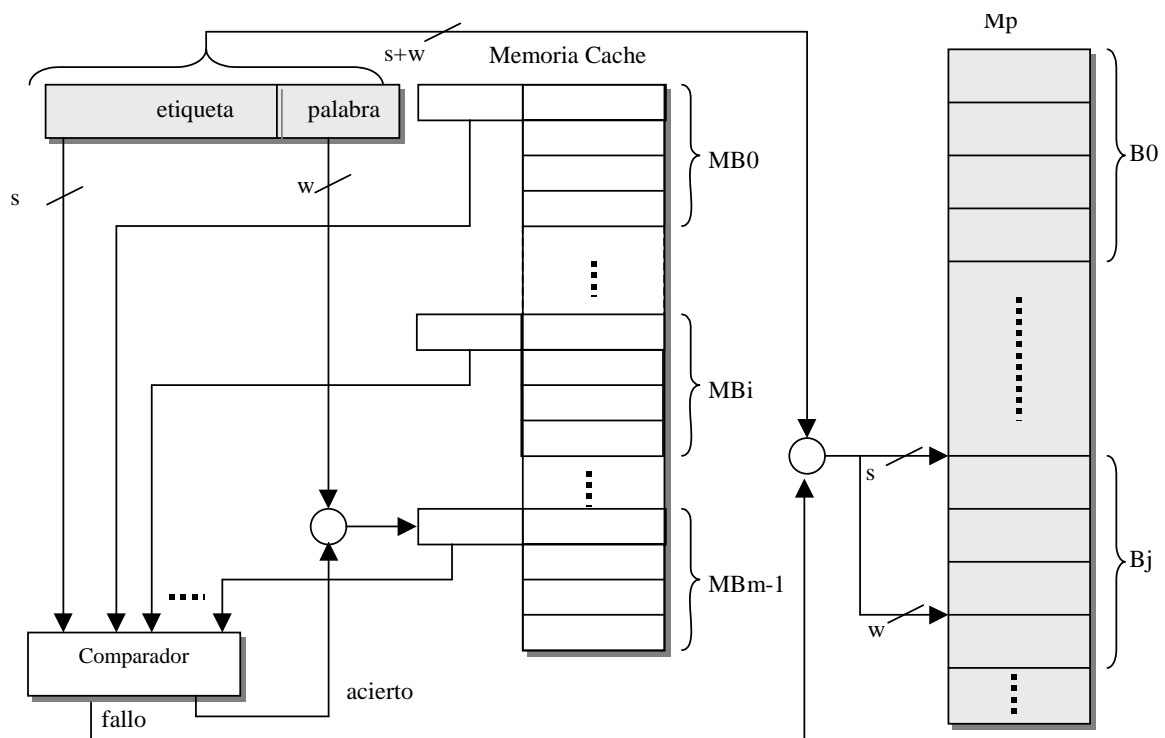 Mp
s+w
Memoria Cache
etiqueta palabra
MB0
B0
s
w
MBi
s
MBm-1
Bj
w
Comparador
acierto
fallo